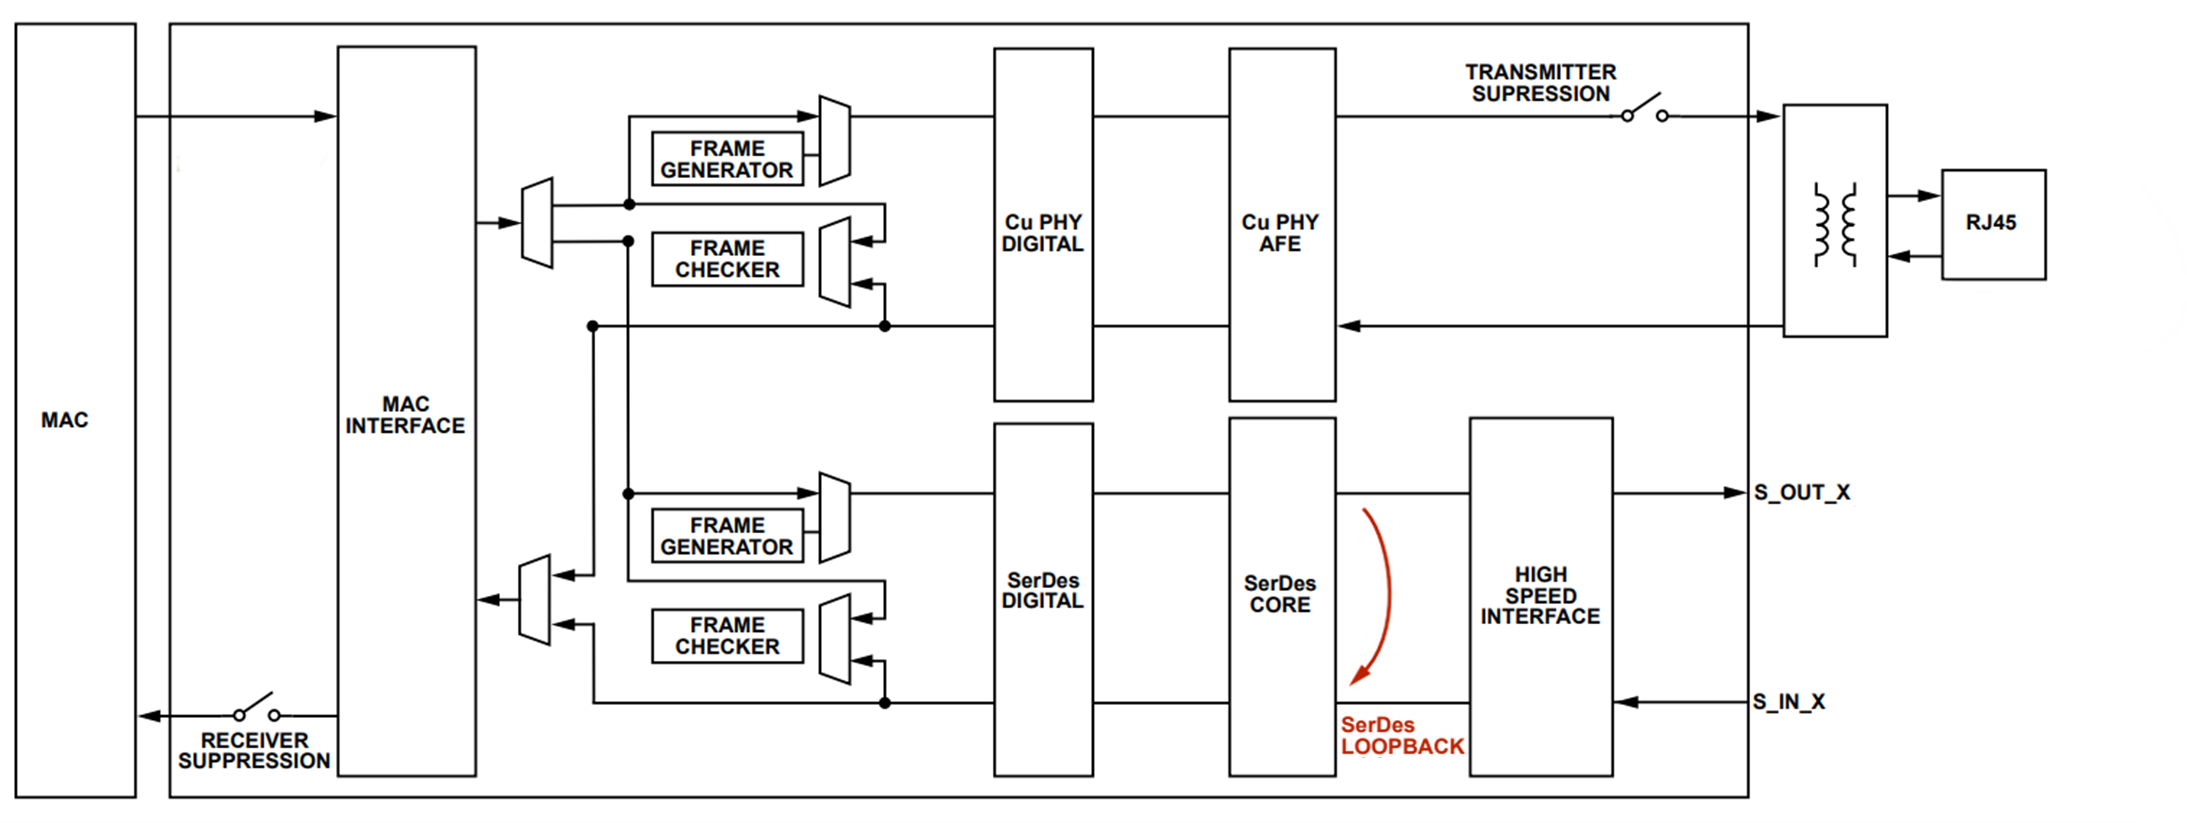 TRANSMITTER
SUPRESSION
FRAME
GENERATOR
FRAME
CHECKER
Cu PHY
DIGITAL
Cu PHY
AFE
RJ45
MAC
MAC
INTERFACE
FRAME
GENERATOR
FRAME
CHECKER
SerDes
DIGITAL
SerDes
CORE
HIGH
SPEED
INTERFACE
S_OUT_X
S_IN_X
SerDes
LOOPBACK
RECEIVER
SUPPRESSION